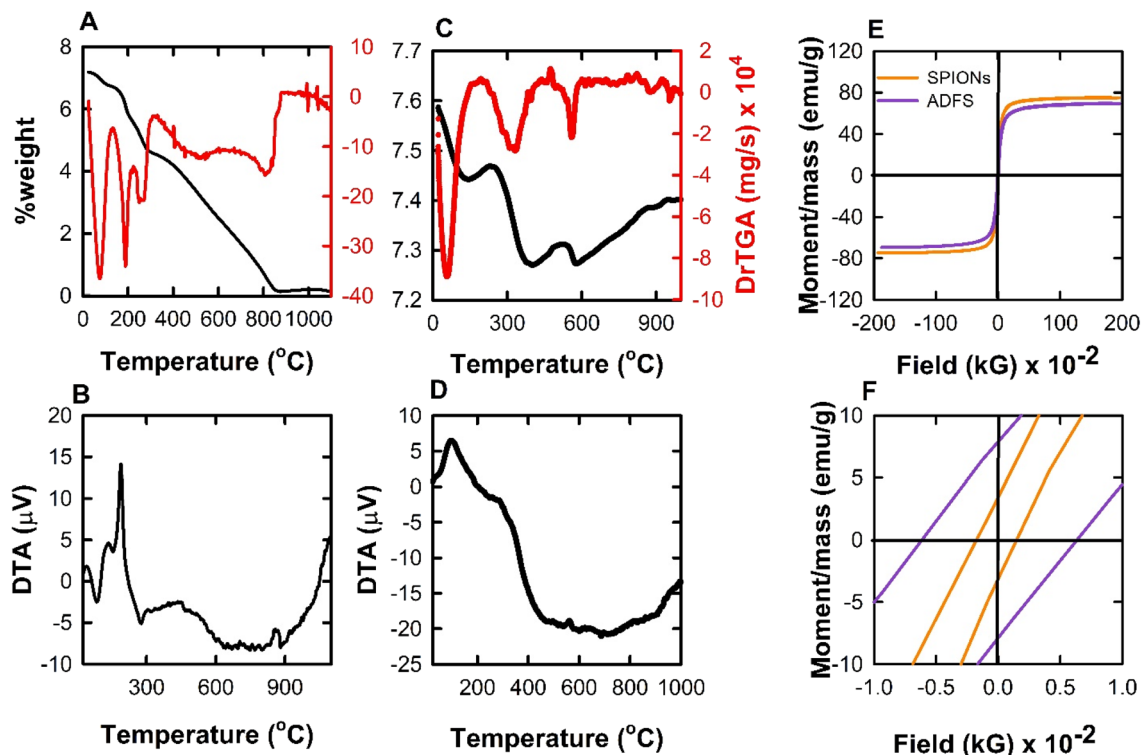 A
8
6
4
2
0
%weight
10
0
-10
-20
-30
-40
0 200 400 600 800 1000
Temperature (°C)
C
7.7
7.6
7.5
7.4
7.3
7.2
2
0
-2
-4
-6
-8
-10
DrTGA (mg/s) x 10⁴
0 300 600 900
Temperature (°C)
E
120
80
40
0
-40
-80
-120
Moment/mass (emu/g)
SPIONs
ADFS
-200 -100 0 100 200
Field (kG) x 10⁻²
B
20
15
10
5
0
-5
-10
DTA (μV)
300 600 900
Temperature (°C)
D
15
10
5
0
-5
-10
-15
-20
-25
DTA (μV)
200 400 600 800 1000
Temperature (°C)
F
10
5
0
-5
-10
Moment/mass (emu/g)
-1.0 -0.5 0.0 0.5 1.0
Field (kG) x 10⁻²